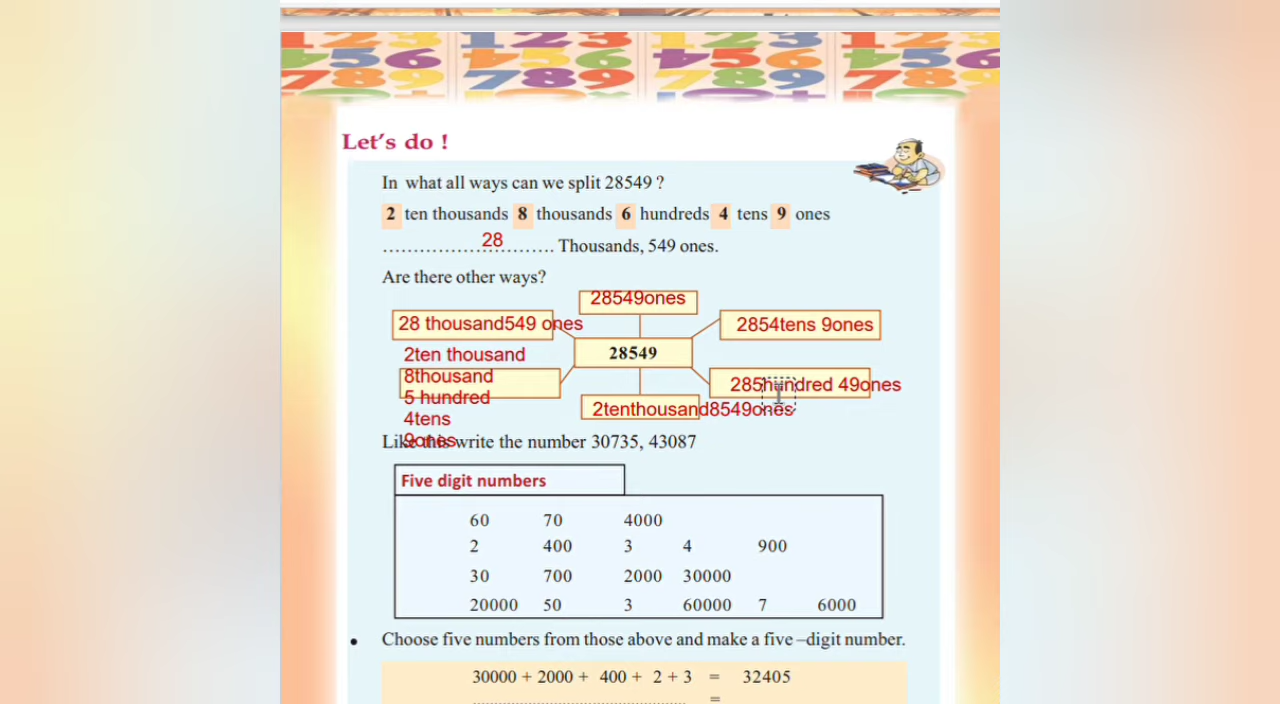 Let's do !
In what all ways can we split 28549 ?
2 ten thousands 8 thousands 6 hundreds 4 tens 9 ones
............28............ Thousands, 549 ones.
Are there other ways?
28549ones
28 thousand549 ones
2854tens 9ones
28549
2ten thousand
8thousand
5 hundred
4tens
9ones
285hundred 49ones
2tenthousand8549ones
Like this write the number 30735, 43087
Five digit numbers
60 70 4000
2 400 3 4 900
30 700 2000 30000
20000 50 3 60000 7 6000
• Choose five numbers from those above and make a five –digit number.
30000 + 2000 + 400 + 2 + 3 = 32405
=